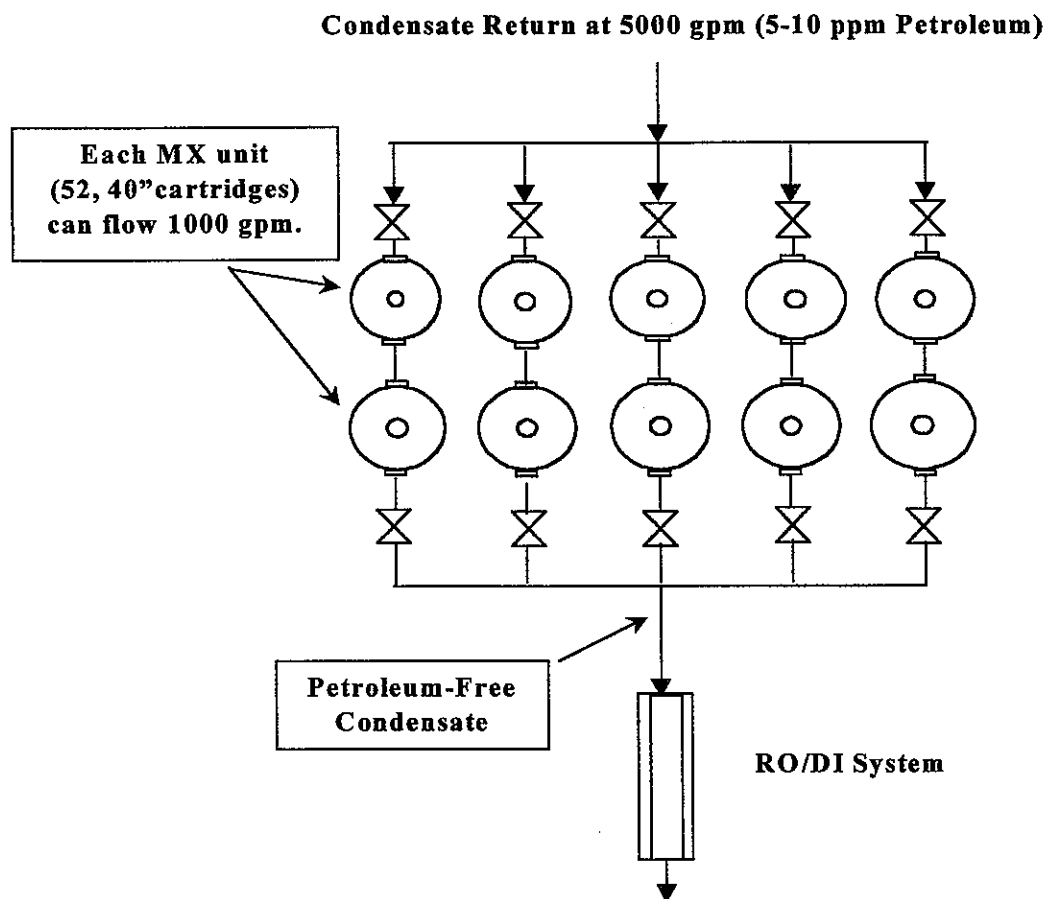 Condensate Return at 5000 gpm (5-10 ppm Petroleum)
Each MX unit
(52, 40”cartridges)
can flow 1000 gpm.
Petroleum-Free
Condensate
RO/DI System